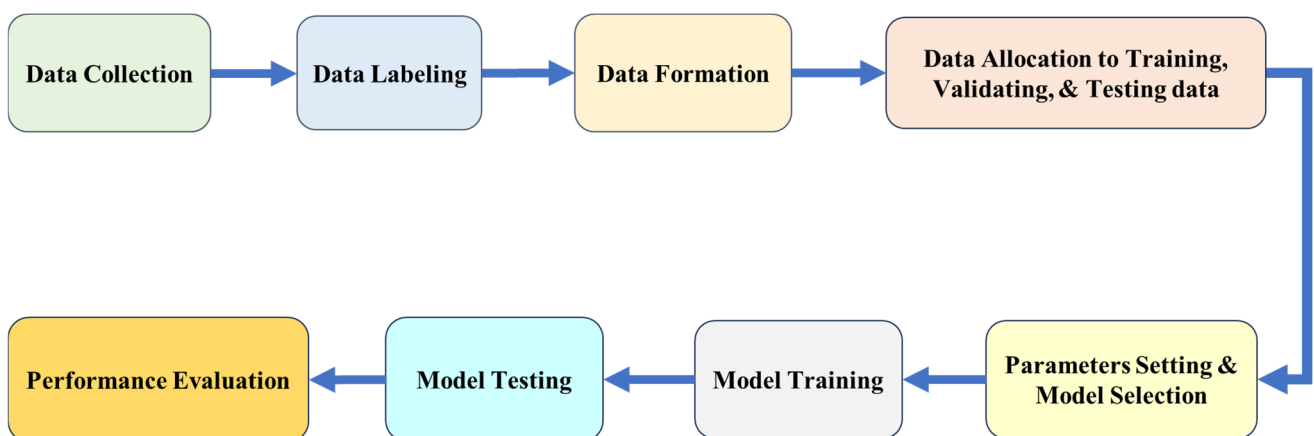 Data Collection
Data Labeling
Data Formation
Data Allocation to Training,
Validating, & Testing data
Parameters Setting &
Model Selection
Model Training
Model Testing
Performance Evaluation